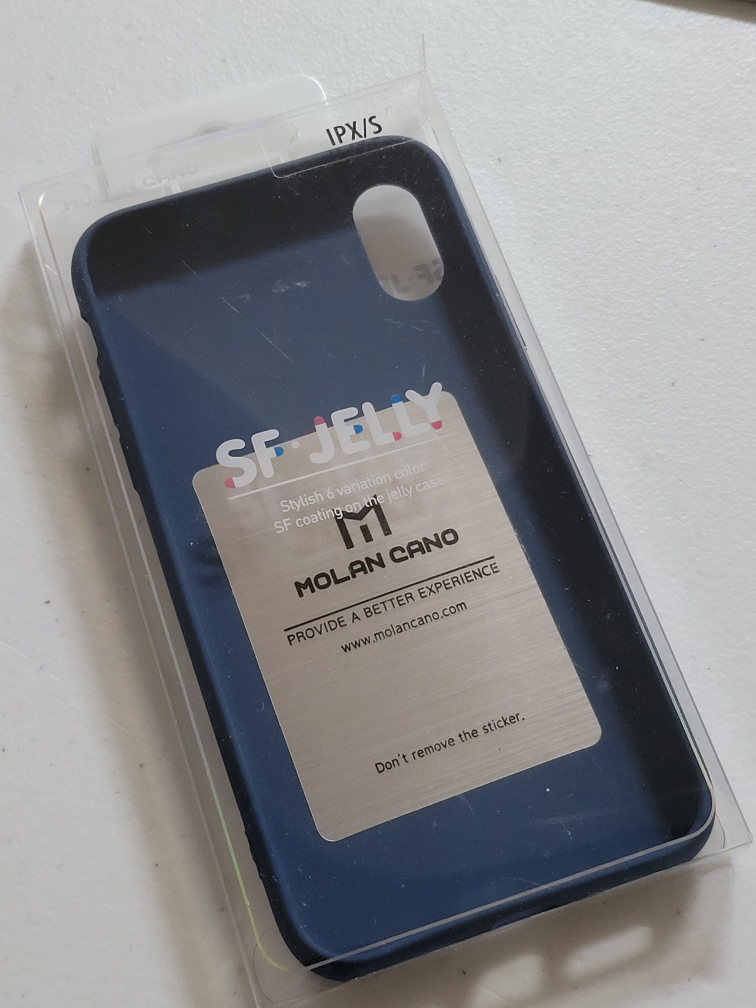 IPX/S
SF·JELLY
Stylish 6 variation color
SF coating on the jelly case
MOLAN CANO
PROVIDE A BETTER EXPERIENCE
www.molancano.com
Don't remove the sticker.